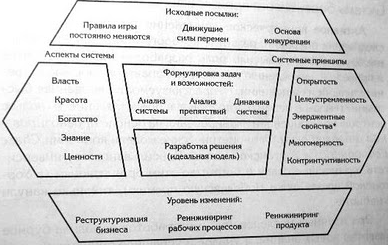 Исходные посылки:
Правила игры
постоянно меняются
Движущие
силы перемен
Основа
конкуренции
Аспекты системы
Системные принципы
Власть
Красота
Богатство
Знание
Ценности
Формулировка задач
и возможностей:
Анализ
системы
Анализ
препятствий
Динамика
системы
Разработка решения
(идеальная модель)
Открытость
Целеустремленность
Эмерджентные
свойства*
Многомерность
Контринтуитивность
Уровень изменений:
Реструктуризация
бизнеса
Реинжиниринг
рабочих процессов
Реинжиниринг
продукта